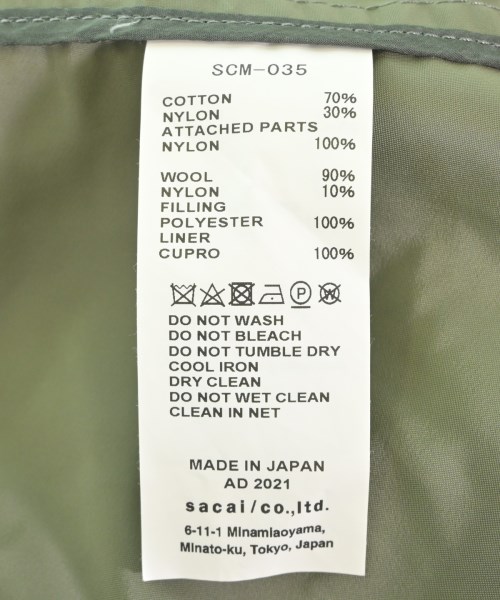 SCM-035
COTTON 70%
NYLON 30%
ATTACHED PARTS
NYLON 100%
WOOL 90%
NYLON 10%
FILLING
POLYESTER 100%
LINER
CUPRO 100%
P W
DO NOT WASH
DO NOT BLEACH
DO NOT TUMBLE DRY
COOL IRON
DRY CLEAN
DO NOT WET CLEAN
CLEAN IN NET
MADE IN JAPAN
AD 2021
sacai/co.,ltd.
6-11-1 Minamiaoyama,
Minato-ku, Tokyo, Japan